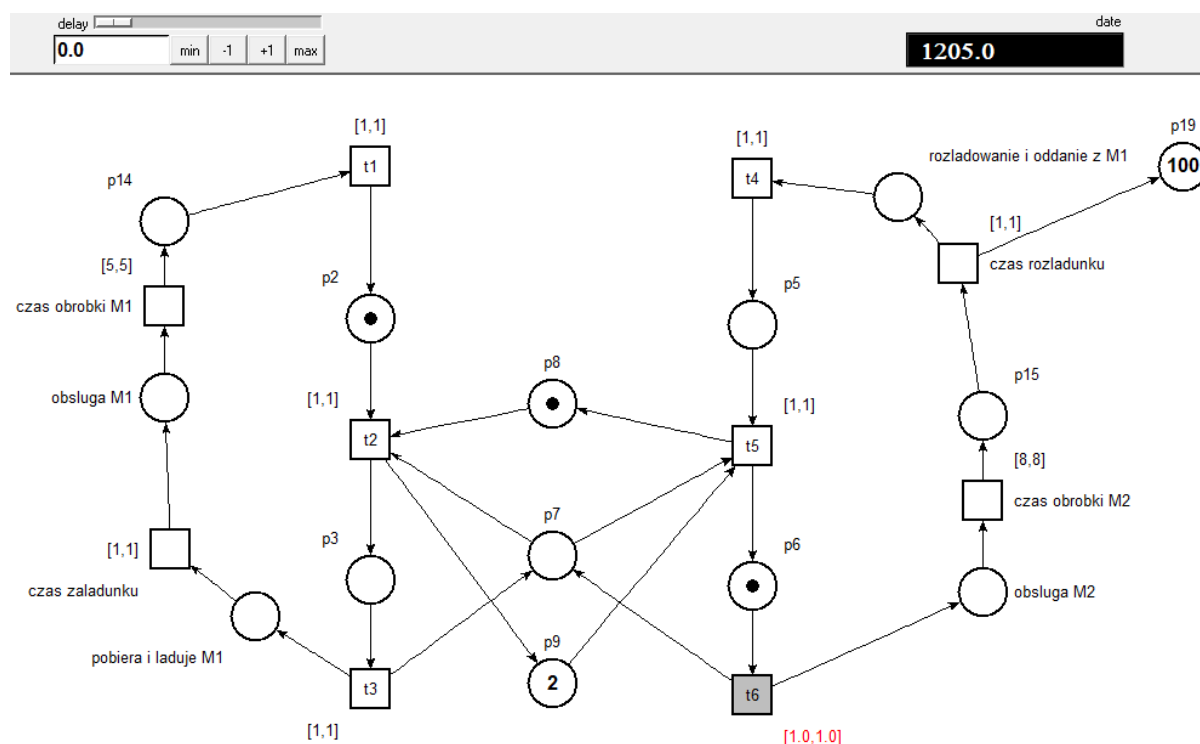 delay
date
0.0 min -1 +1 max
1205.0
[1,1]
p19
t1
[1,1]
rozladowanie i oddanie z M1
100
p14
t4
[1,1]
[5,5]
czas rozladunku
p2
p5
czas obrobki M1
p8
p15
obsluga M1
[1,1]
[1,1]
t2
t5
[8,8]
czas obrobki M2
p7
p3
p6
[1,1]
czas zaladunku
obsluga M2
p9
pobiera i laduje M1
2
t3
t6
[1,1]
[1.0,1.0]